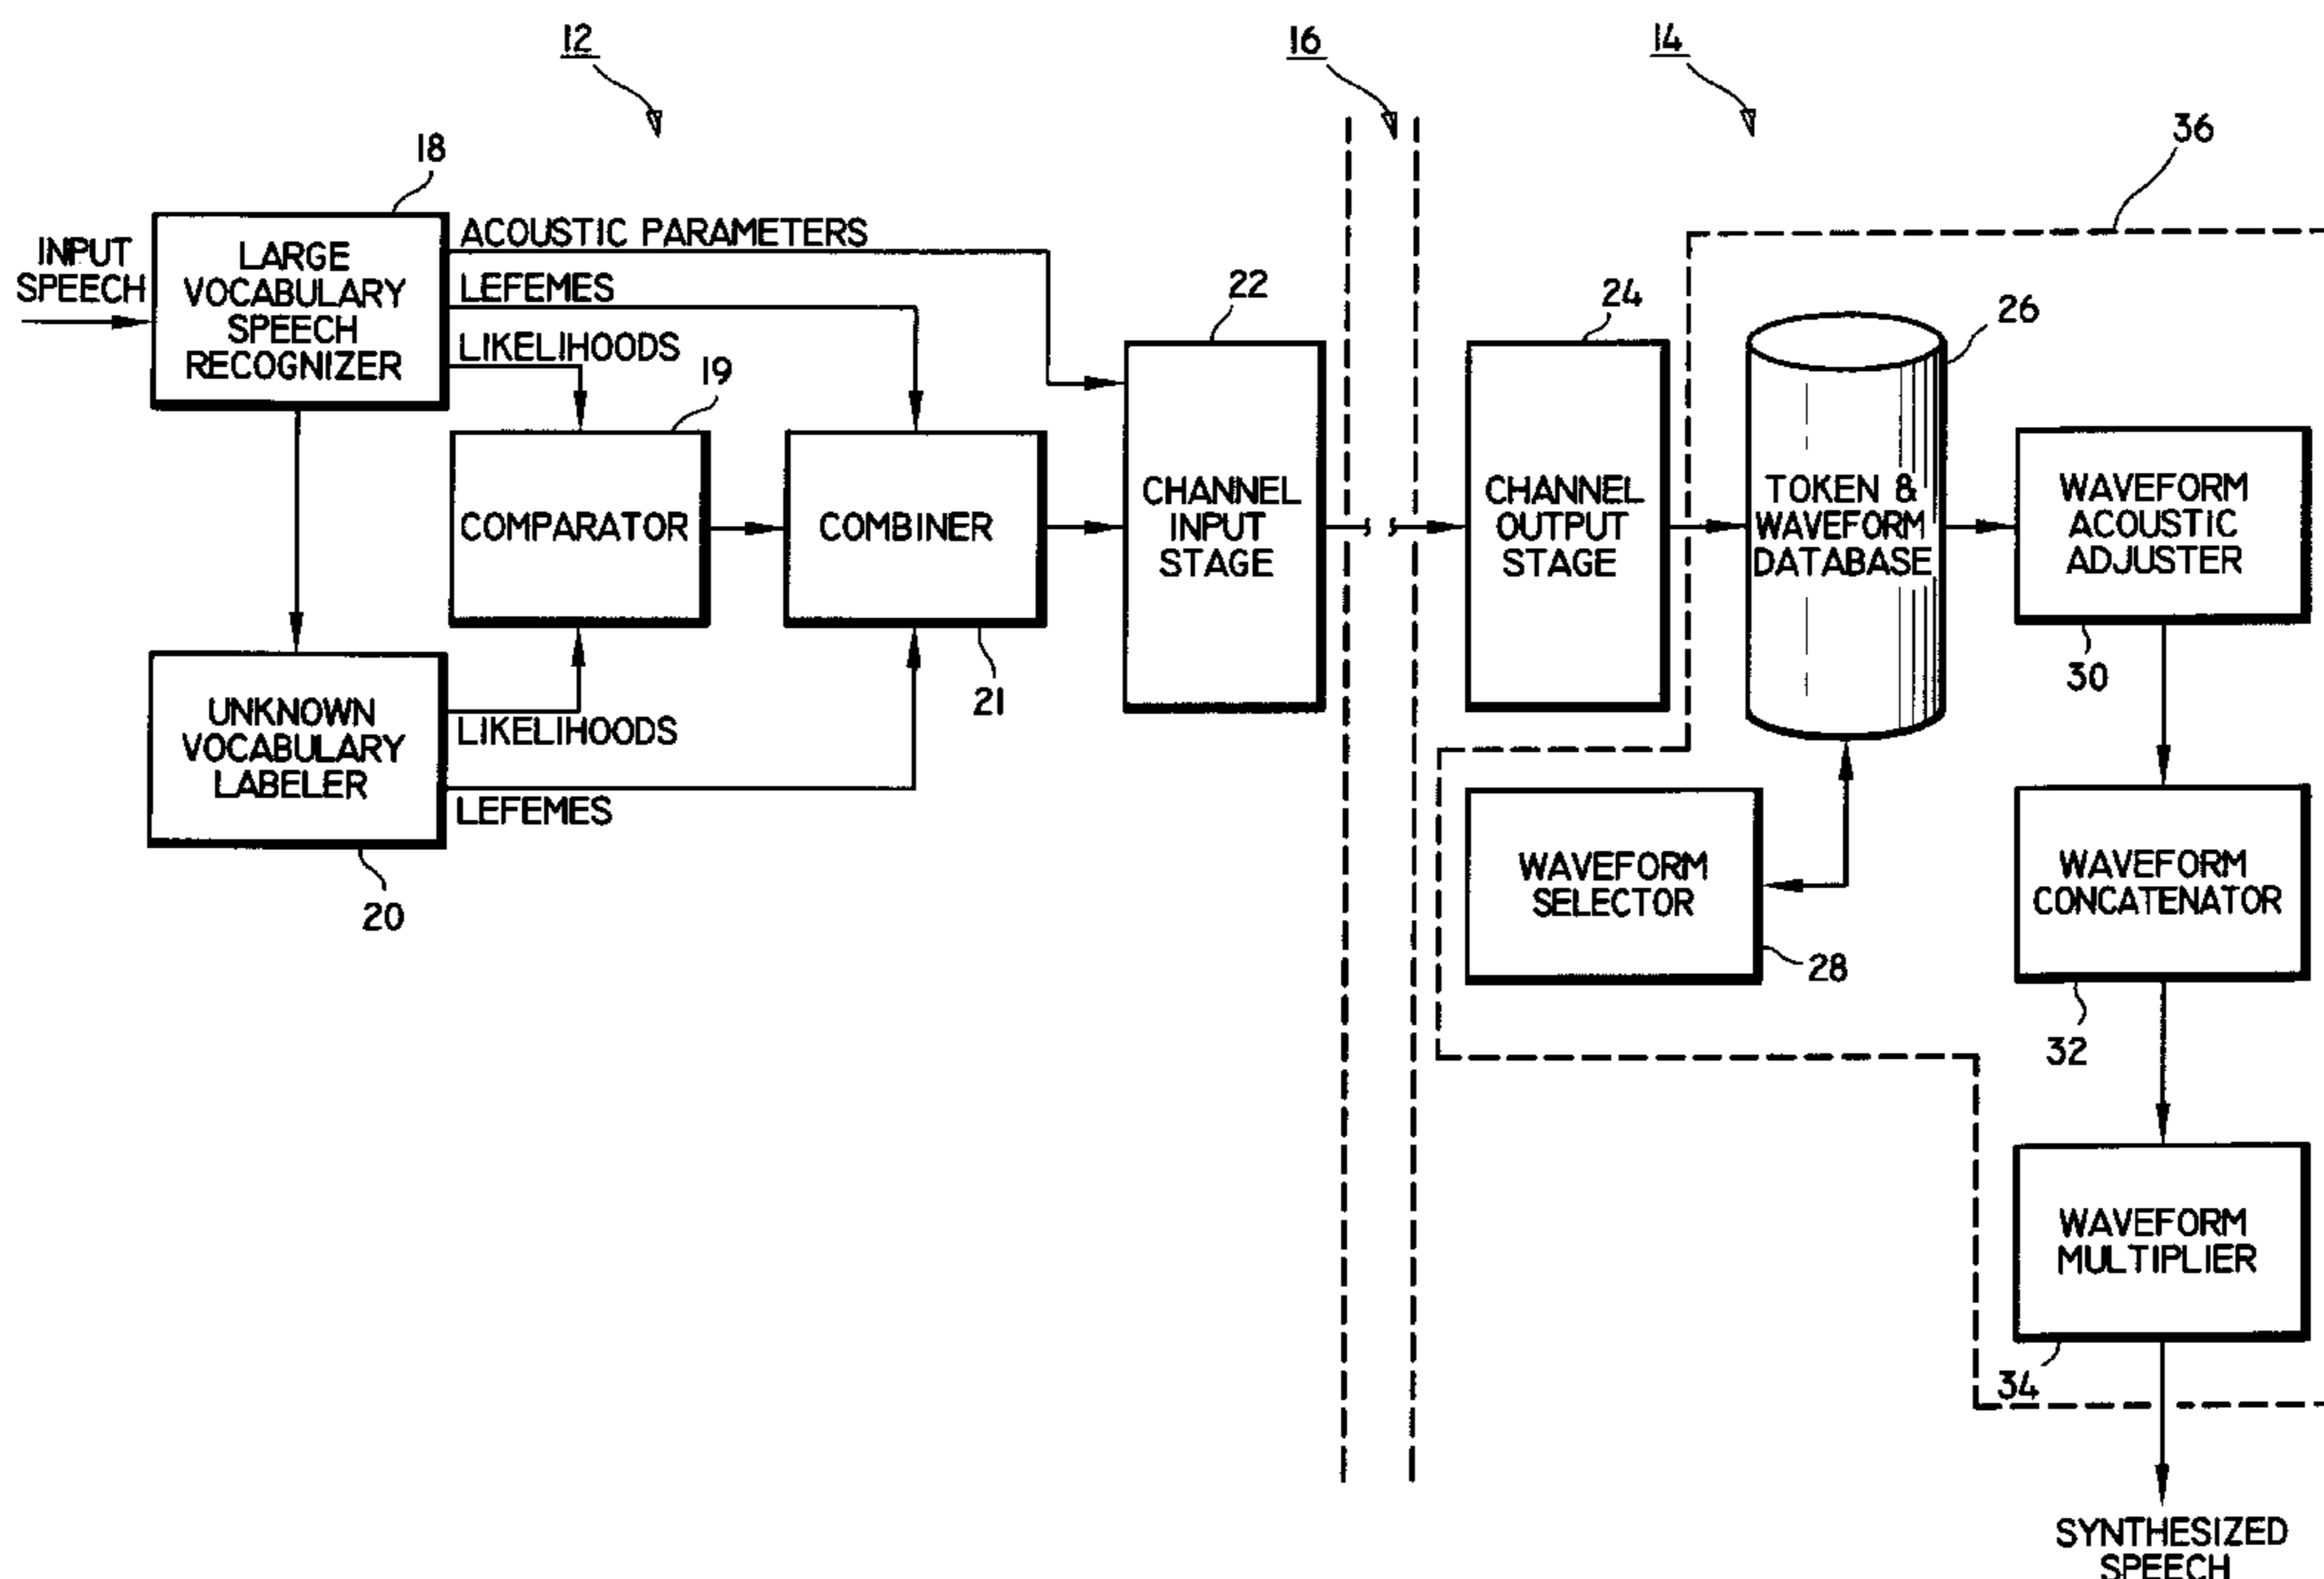 12
16
14
36
18
INPUT
SPEECH
LARGE
VOCABULARY
SPEECH
RECOGNIZER
ACOUSTIC PARAMETERS
LEFEMES
LIKELIHOODS
19
22
24
26
COMPARATOR
COMBINER
CHANNEL
INPUT
STAGE
CHANNEL
OUTPUT
STAGE
TOKEN &
WAVEFORM
DATABASE
WAVEFORM
ACOUSTIC
ADJUSTER
30
21
UNKNOWN
VOCABULARY
LABELER
LIKELIHOODS
LEFEMES
20
WAVEFORM
SELECTOR
28
WAVEFORM
CONCATENATOR
32
WAVEFORM
MULTIPLIER
34
SYNTHESIZED
SPEECH